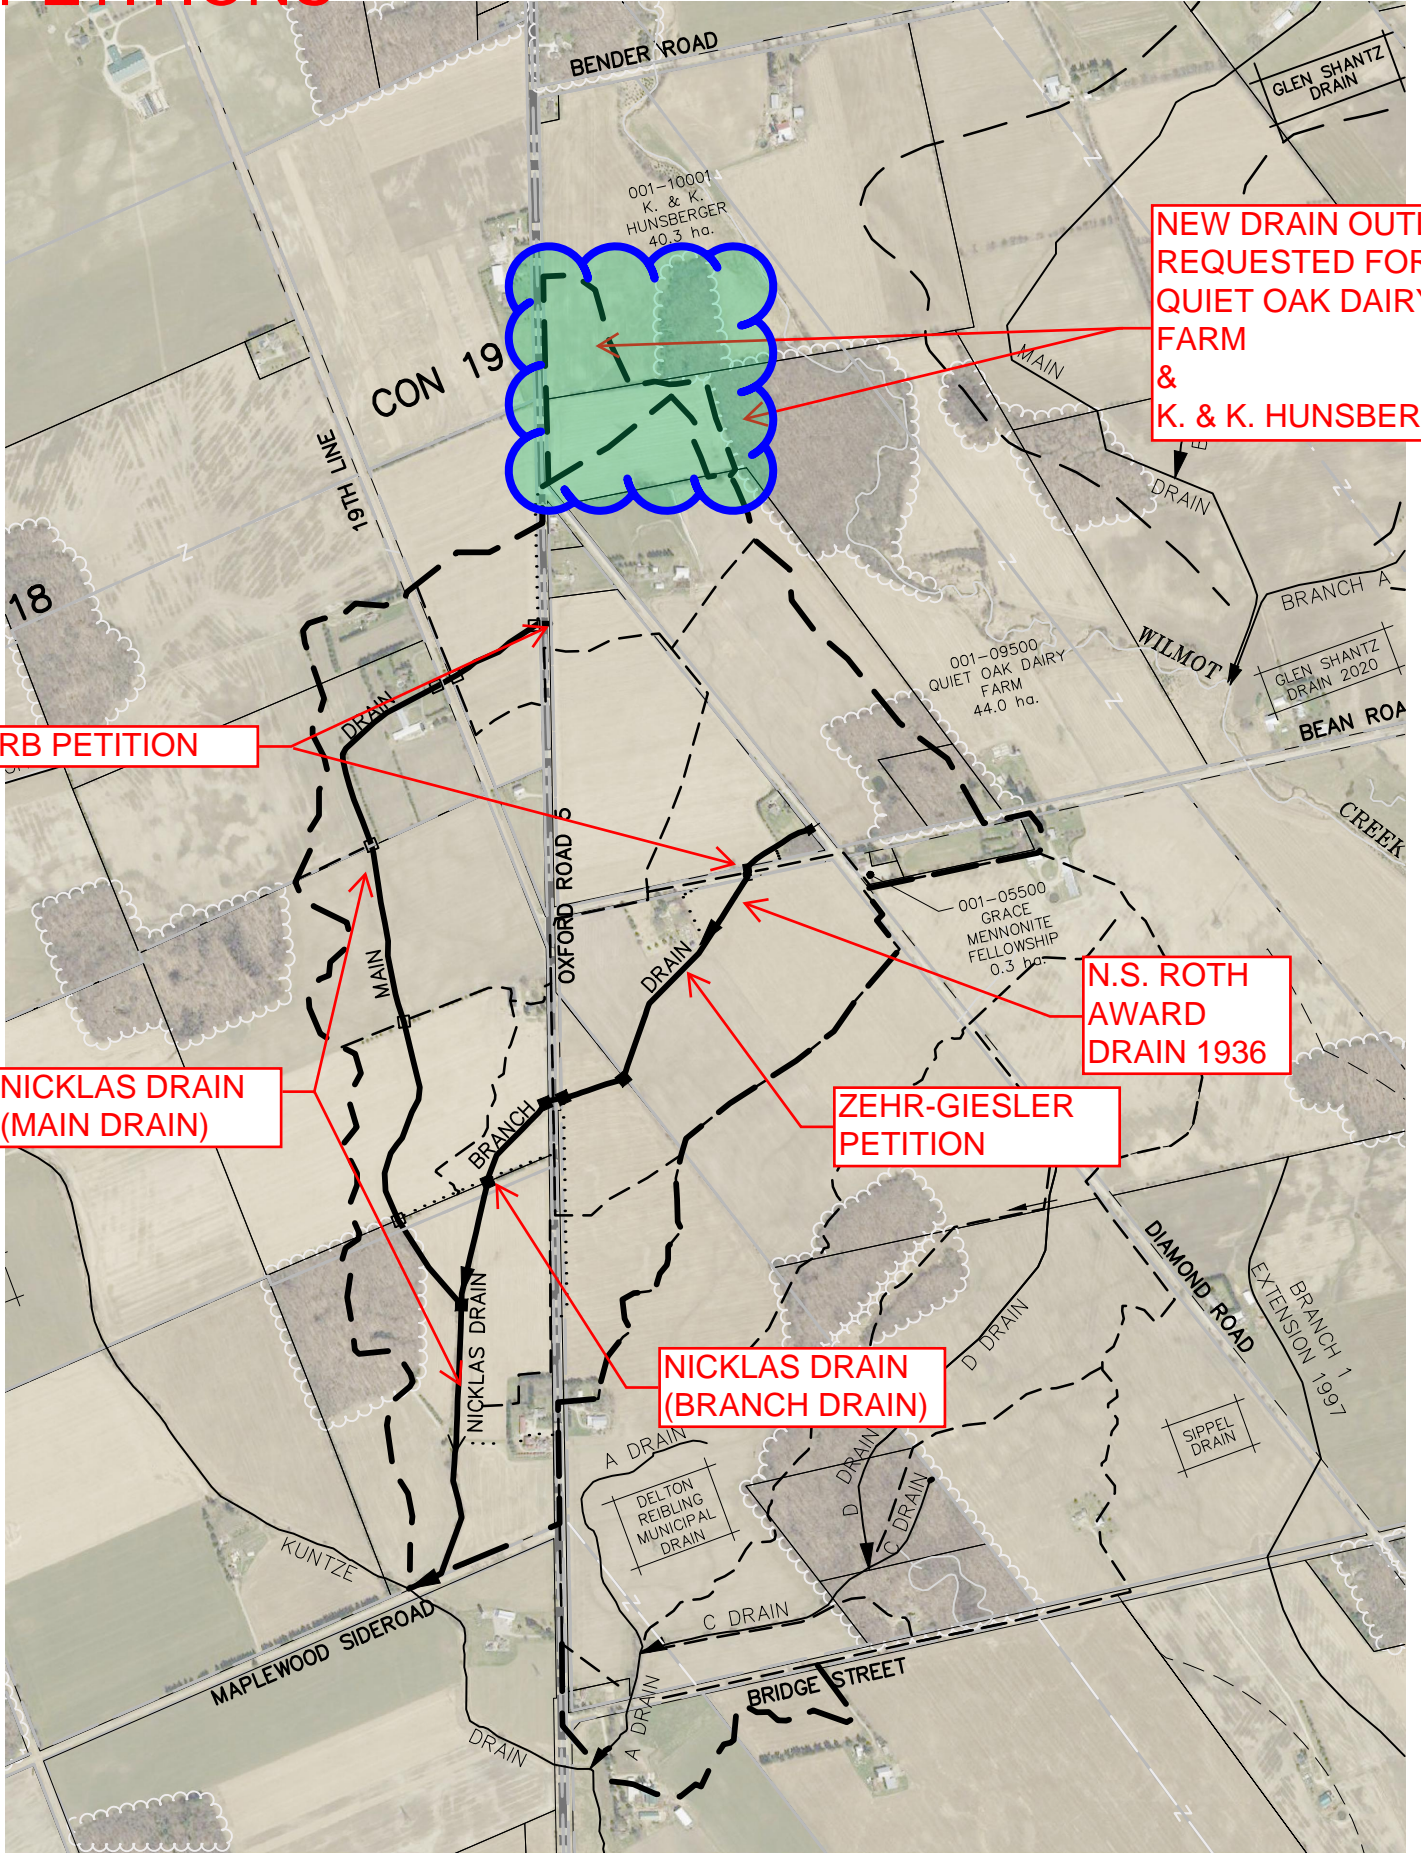 PETITIONS
BENDER ROAD
GLEN SHANTZ
DRAIN
001-10001
K. & K.
HUNSBERGER
40.3 ha.
NEW DRAIN OUTL
REQUESTED FOR
QUIET OAK DAIRY
FARM
&
K. & K. HUNSBER
CON 19
MAIN
DRAIN
19TH LINE
18
BRANCH A
WILMOT
001-09500
QUIET OAK DAIRY
FARM
44.0 ha.
GLEN SHANTZ
DRAIN 2020
BEAN ROA
DRAIN
RB PETITION
CREEK
OXFORD ROAD 5
001-05500
GRACE
MENNONITE
FELLOWSHIP
0.3 ha.
DRAIN
MAIN
N.S. ROTH
AWARD
DRAIN 1936
NICKLAS DRAIN
(MAIN DRAIN)
ZEHR-GIESLER
PETITION
BRANCH
DIAMOND ROAD
BRANCH 1
EXTENSION 1997
NICKLAS DRAIN
D DRAIN
NICKLAS DRAIN
(BRANCH DRAIN)
SIPPEL
DRAIN
A DRAIN
D DRAIN
C DRAIN
DELTON
REIBLING
MUNICIPAL
DRAIN
KUNTZE
C DRAIN
MAPLEWOOD SIDEROAD
BRIDGE STREET
A DRAIN
DRAIN